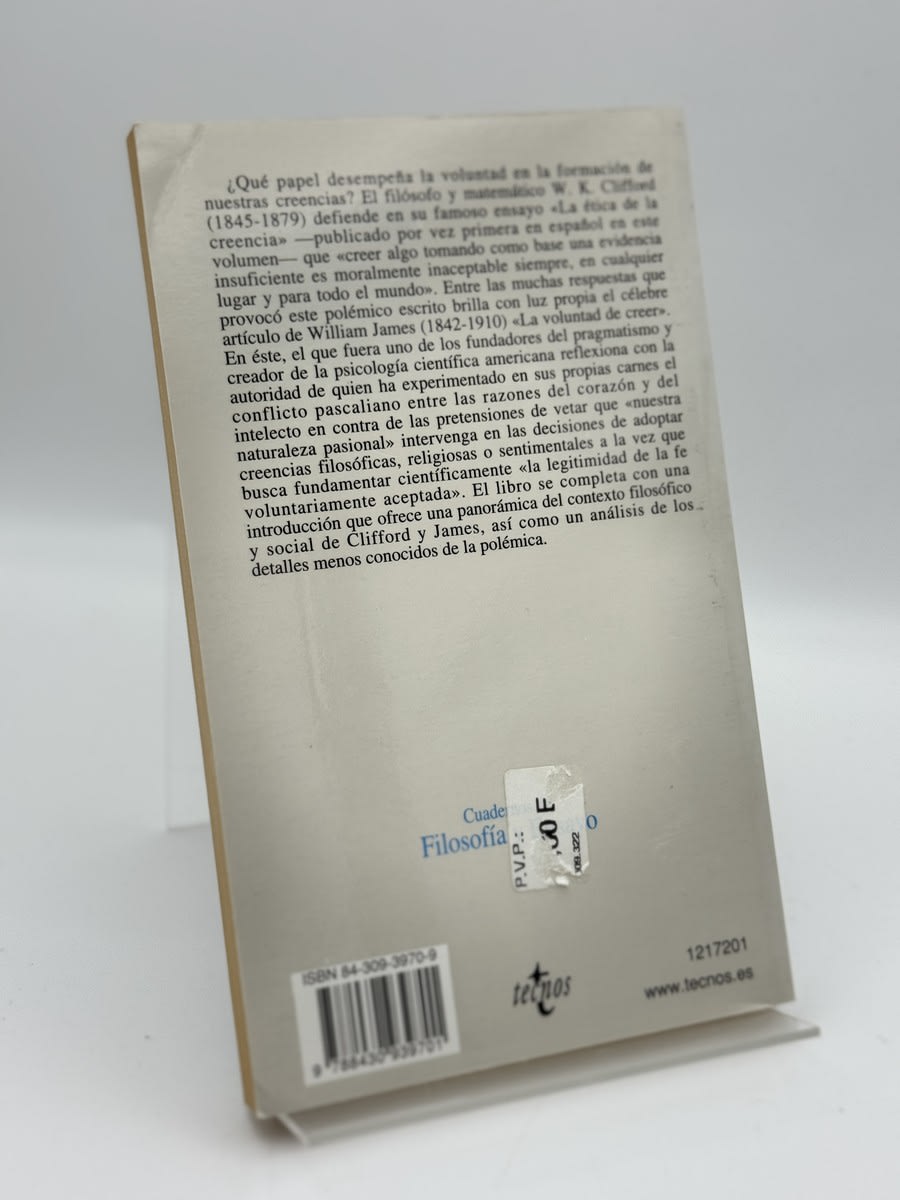 ¿Qué papel desempeña la voluntad en la formación de
nuestras creencias? El filósofo y matemático W. K. Clifford
(1845-1879) defiende en su famoso ensayo «La ética de la
creencia» —publicado por vez primera en español en este
volumen— que «creer algo tomando como base una evidencia
insuficiente es moralmente inaceptable siempre, en cualquier
lugar y para todo el mundo». Entre las muchas respuestas que
provocó este polémico escrito brilla con luz propia el célebre
artículo de William James (1842-1910) «La voluntad de creer».
En éste, el que fuera uno de los fundadores del pragmatismo y
creador de la psicología científica americana reflexiona con la
autoridad de quien ha experimentado en sus propias carnes el
conflicto pascaliano entre las razones del corazón y del
intelecto en contra de las pretensiones de vetar que «nuestra
naturaleza pasional» intervenga en las decisiones de adoptar
creencias filosóficas, religiosas o sentimentales a la vez que
busca fundamentar científicamente «la legitimidad de la fe
voluntariamente aceptada». El libro se completa con una
introducción que ofrece una panorámica del contexto filosófico
y social de Clifford y James, así como un análisis de los
detalles menos conocidos de la polémica.
Cuade
Filosofía o
P.V.P.:
,30 E
09.322
ISBN 84-309-3970-9
9 788430 939701
tecnos
1217201
www.tecnos.es